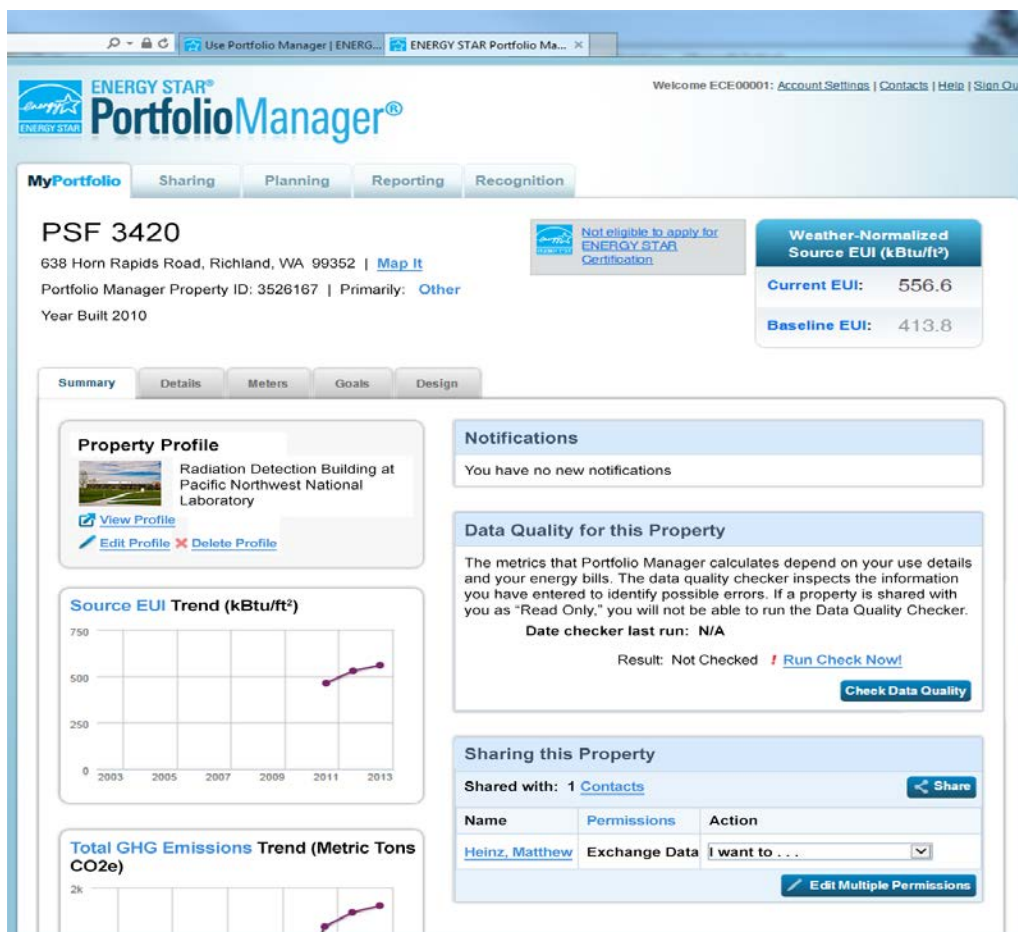 Use Portfolio Manager | ENERG...
ENERGY STAR Portfolio Ma... ×
energy
ENERGY STAR
ENERGY STAR®
PortfolioManager®
Welcome ECE00001: Account Settings | Contacts | Help | Sign Ou
MyPortfolio
Sharing
Planning
Reporting
Recognition
PSF 3420
638 Horn Rapids Road, Richland, WA 99352 | Map It
Portfolio Manager Property ID: 3526167 | Primarily: Other
Year Built 2010
Not eligible to apply for
ENERGY STAR
Certification
Weather-Normalized
Source EUI (kBtu/ft²)
Current EUI: 556.6
Baseline EUI: 413.8
Summary
Details
Meters
Goals
Design
Property Profile
Radiation Detection Building at
Pacific Northwest National
Laboratory
View Profile
Edit Profile Delete Profile
Source EUI Trend (kBtu/ft²)
750
500
250
0
2003 2005 2007 2009 2011 2013
Total GHG Emissions Trend (Metric Tons
CO2e)
2k
Notifications
You have no new notifications
Data Quality for this Property
The metrics that Portfolio Manager calculates depend on your use details
and your energy bills. The data quality checker inspects the information
you have entered to identify possible errors. If a property is shared with
you as “Read Only,” you will not be able to run the Data Quality Checker.
Date checker last run: N/A
Result: Not Checked ! Run Check Now!
Check Data Quality
Sharing this Property
Shared with: 1 Contacts
Share
Name Permissions Action
Heinz, Matthew Exchange Data I want to . . .
Edit Multiple Permissions